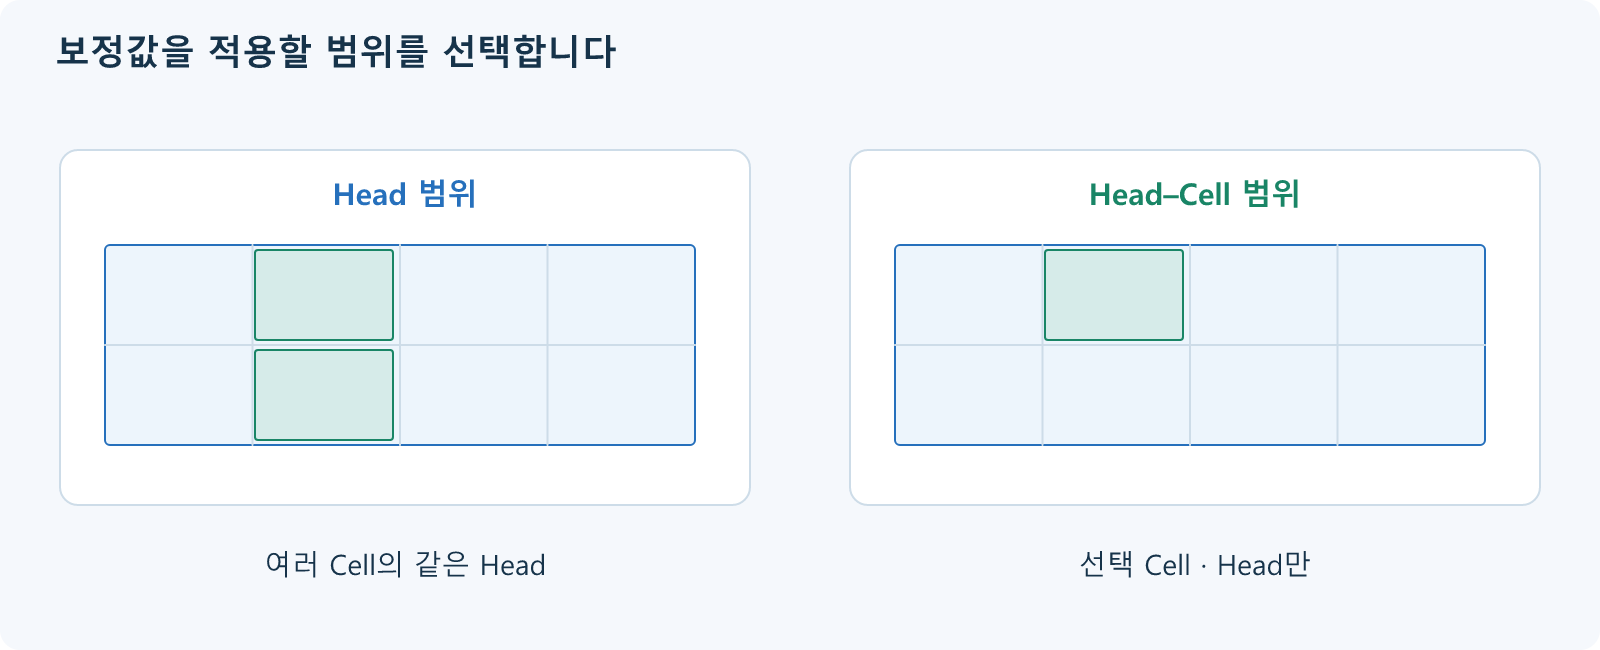 보정값을 적용할 범위를 선택합니다
Head 범위
Head–Cell 범위
여러 Cell의 같은 Head
선택 Cell · Head만